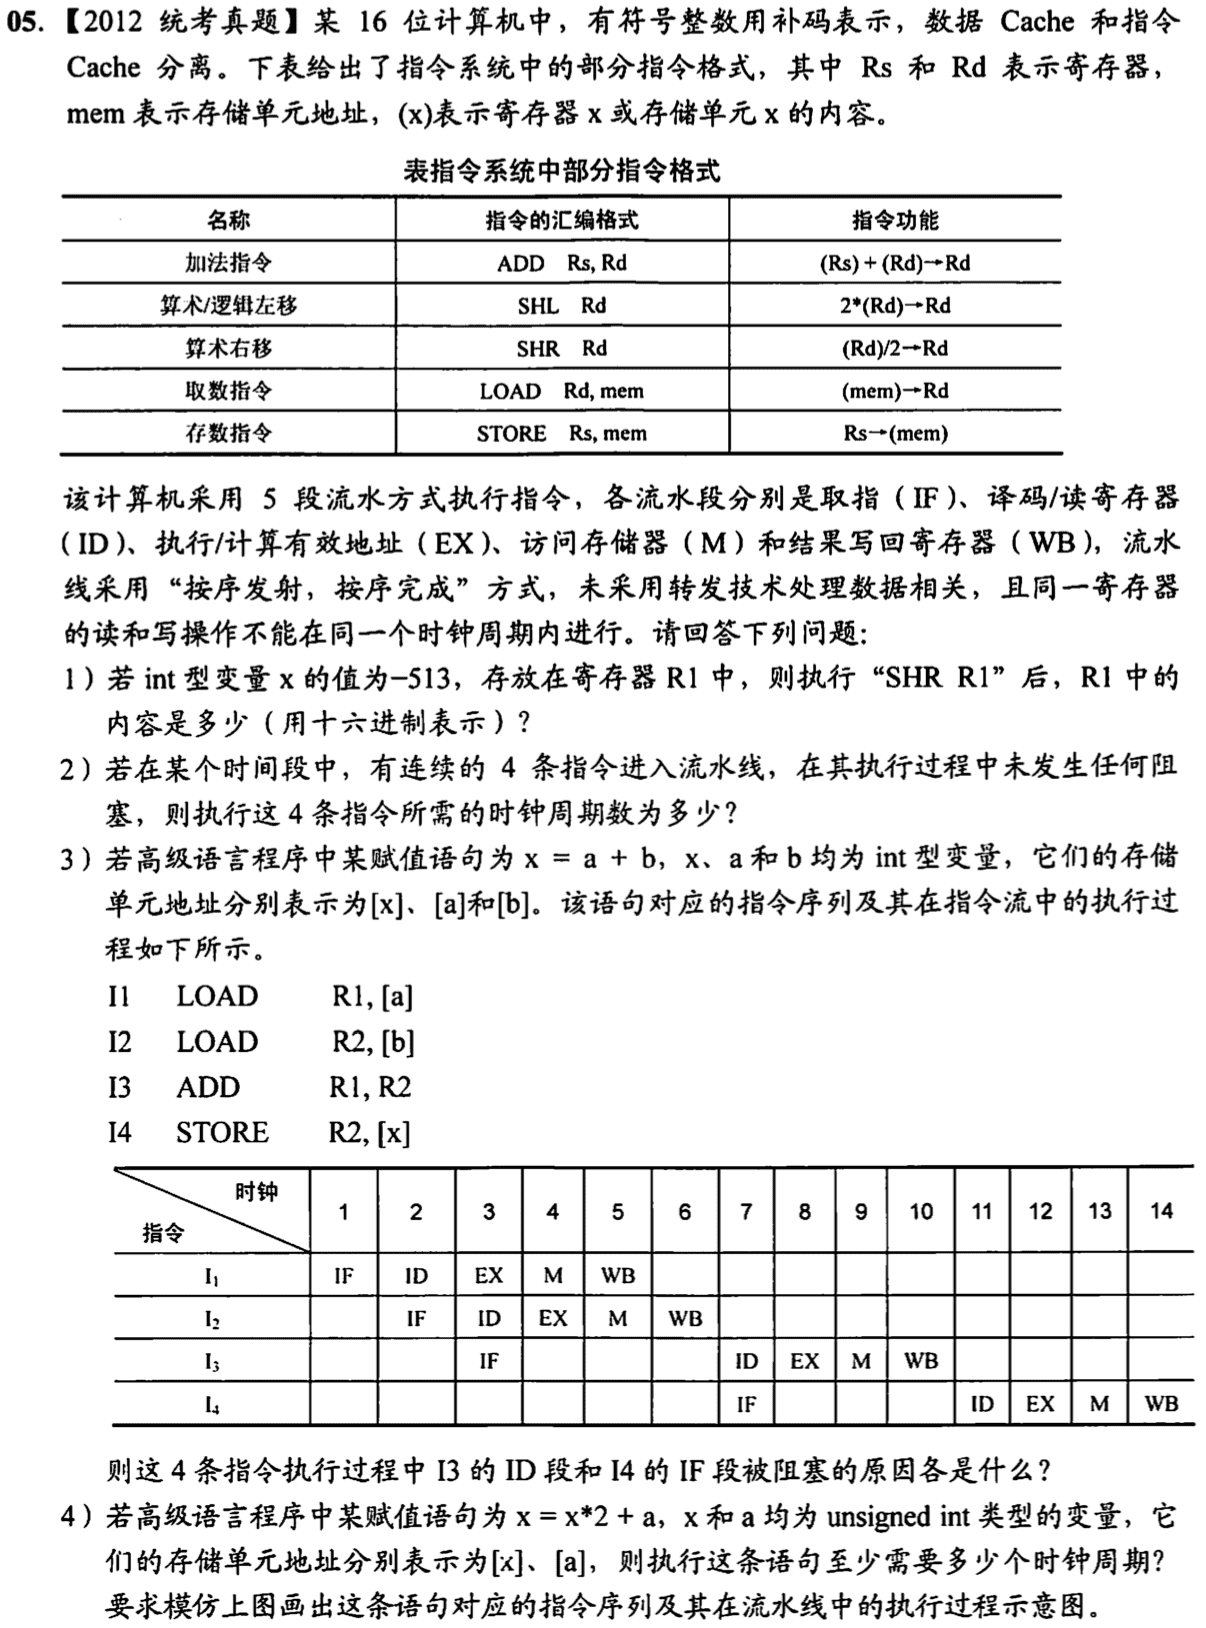 05.【2012 统考真题】某 16 位计算机中，有符号整数用补码表示，数据 Cache 和指令
Cache 分离。下表给出了指令系统中的部分指令格式，其中 Rs 和 Rd 表示寄存器，
mem 表示存储单元地址，(x)表示寄存器 x 或存储单元 x 的内容。
表指令系统中部分指令格式
名称 指令的汇编格式 指令功能
加法指令 ADD Rs, Rd (Rs) + (Rd)→Rd
算术/逻辑左移 SHL Rd 2*(Rd)→Rd
算术右移 SHR Rd (Rd)/2→Rd
取数指令 LOAD Rd, mem (mem)→Rd
存数指令 STORE Rs, mem Rs→(mem)
该计算机采用 5 段流水方式执行指令，各流水段分别是取指（IF）、译码/读寄存器
（ID）、执行/计算有效地址（EX）、访问存储器（M）和结果写回寄存器（WB），流水
线采用“按序发射，按序完成”方式，未采用转发技术处理数据相关，且同一寄存器
的读和写操作不能在同一个时钟周期内进行。请回答下列问题：
1）若 int 型变量 x 的值为–513，存放在寄存器 R1 中，则执行“SHR R1”后，R1 中的
内容是多少（用十六进制表示）？
2）若在某个时间段中，有连续的 4 条指令进入流水线，在其执行过程中未发生任何阻
塞，则执行这 4 条指令所需的时钟周期数为多少？
3）若高级语言程序中某赋值语句为 x = a + b，x、a 和 b 均为 int 型变量，它们的存储
单元地址分别表示为[x]、[a]和[b]。该语句对应的指令序列及其在指令流中的执行过
程如下所示。
I1 LOAD R1, [a]
I2 LOAD R2, [b]
I3 ADD R1, R2
I4 STORE R2, [x]
时钟
指令 1 2 3 4 5 6 7 8 9 10 11 12 13 14
I₁ IF ID EX M WB
I₂ IF ID EX M WB
I₃ IF ID EX M WB
I₄ IF ID EX M WB
则这 4 条指令执行过程中 I3 的 ID 段和 I4 的 IF 段被阻塞的原因各是什么？
4）若高级语言程序中某赋值语句为 x = x*2 + a，x 和 a 均为 unsigned int 类型的变量，它
们的存储单元地址分别表示为[x]、[a]，则执行这条语句至少需要多少个时钟周期？
要求模仿上图画出这条语句对应的指令序列及其在流水线中的执行过程示意图。